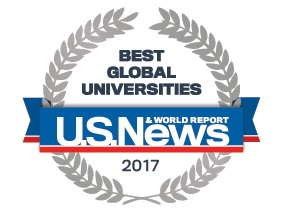 BEST
GLOBAL
UNIVERSITIES
& WORLD REPORT
U.S.News
2017